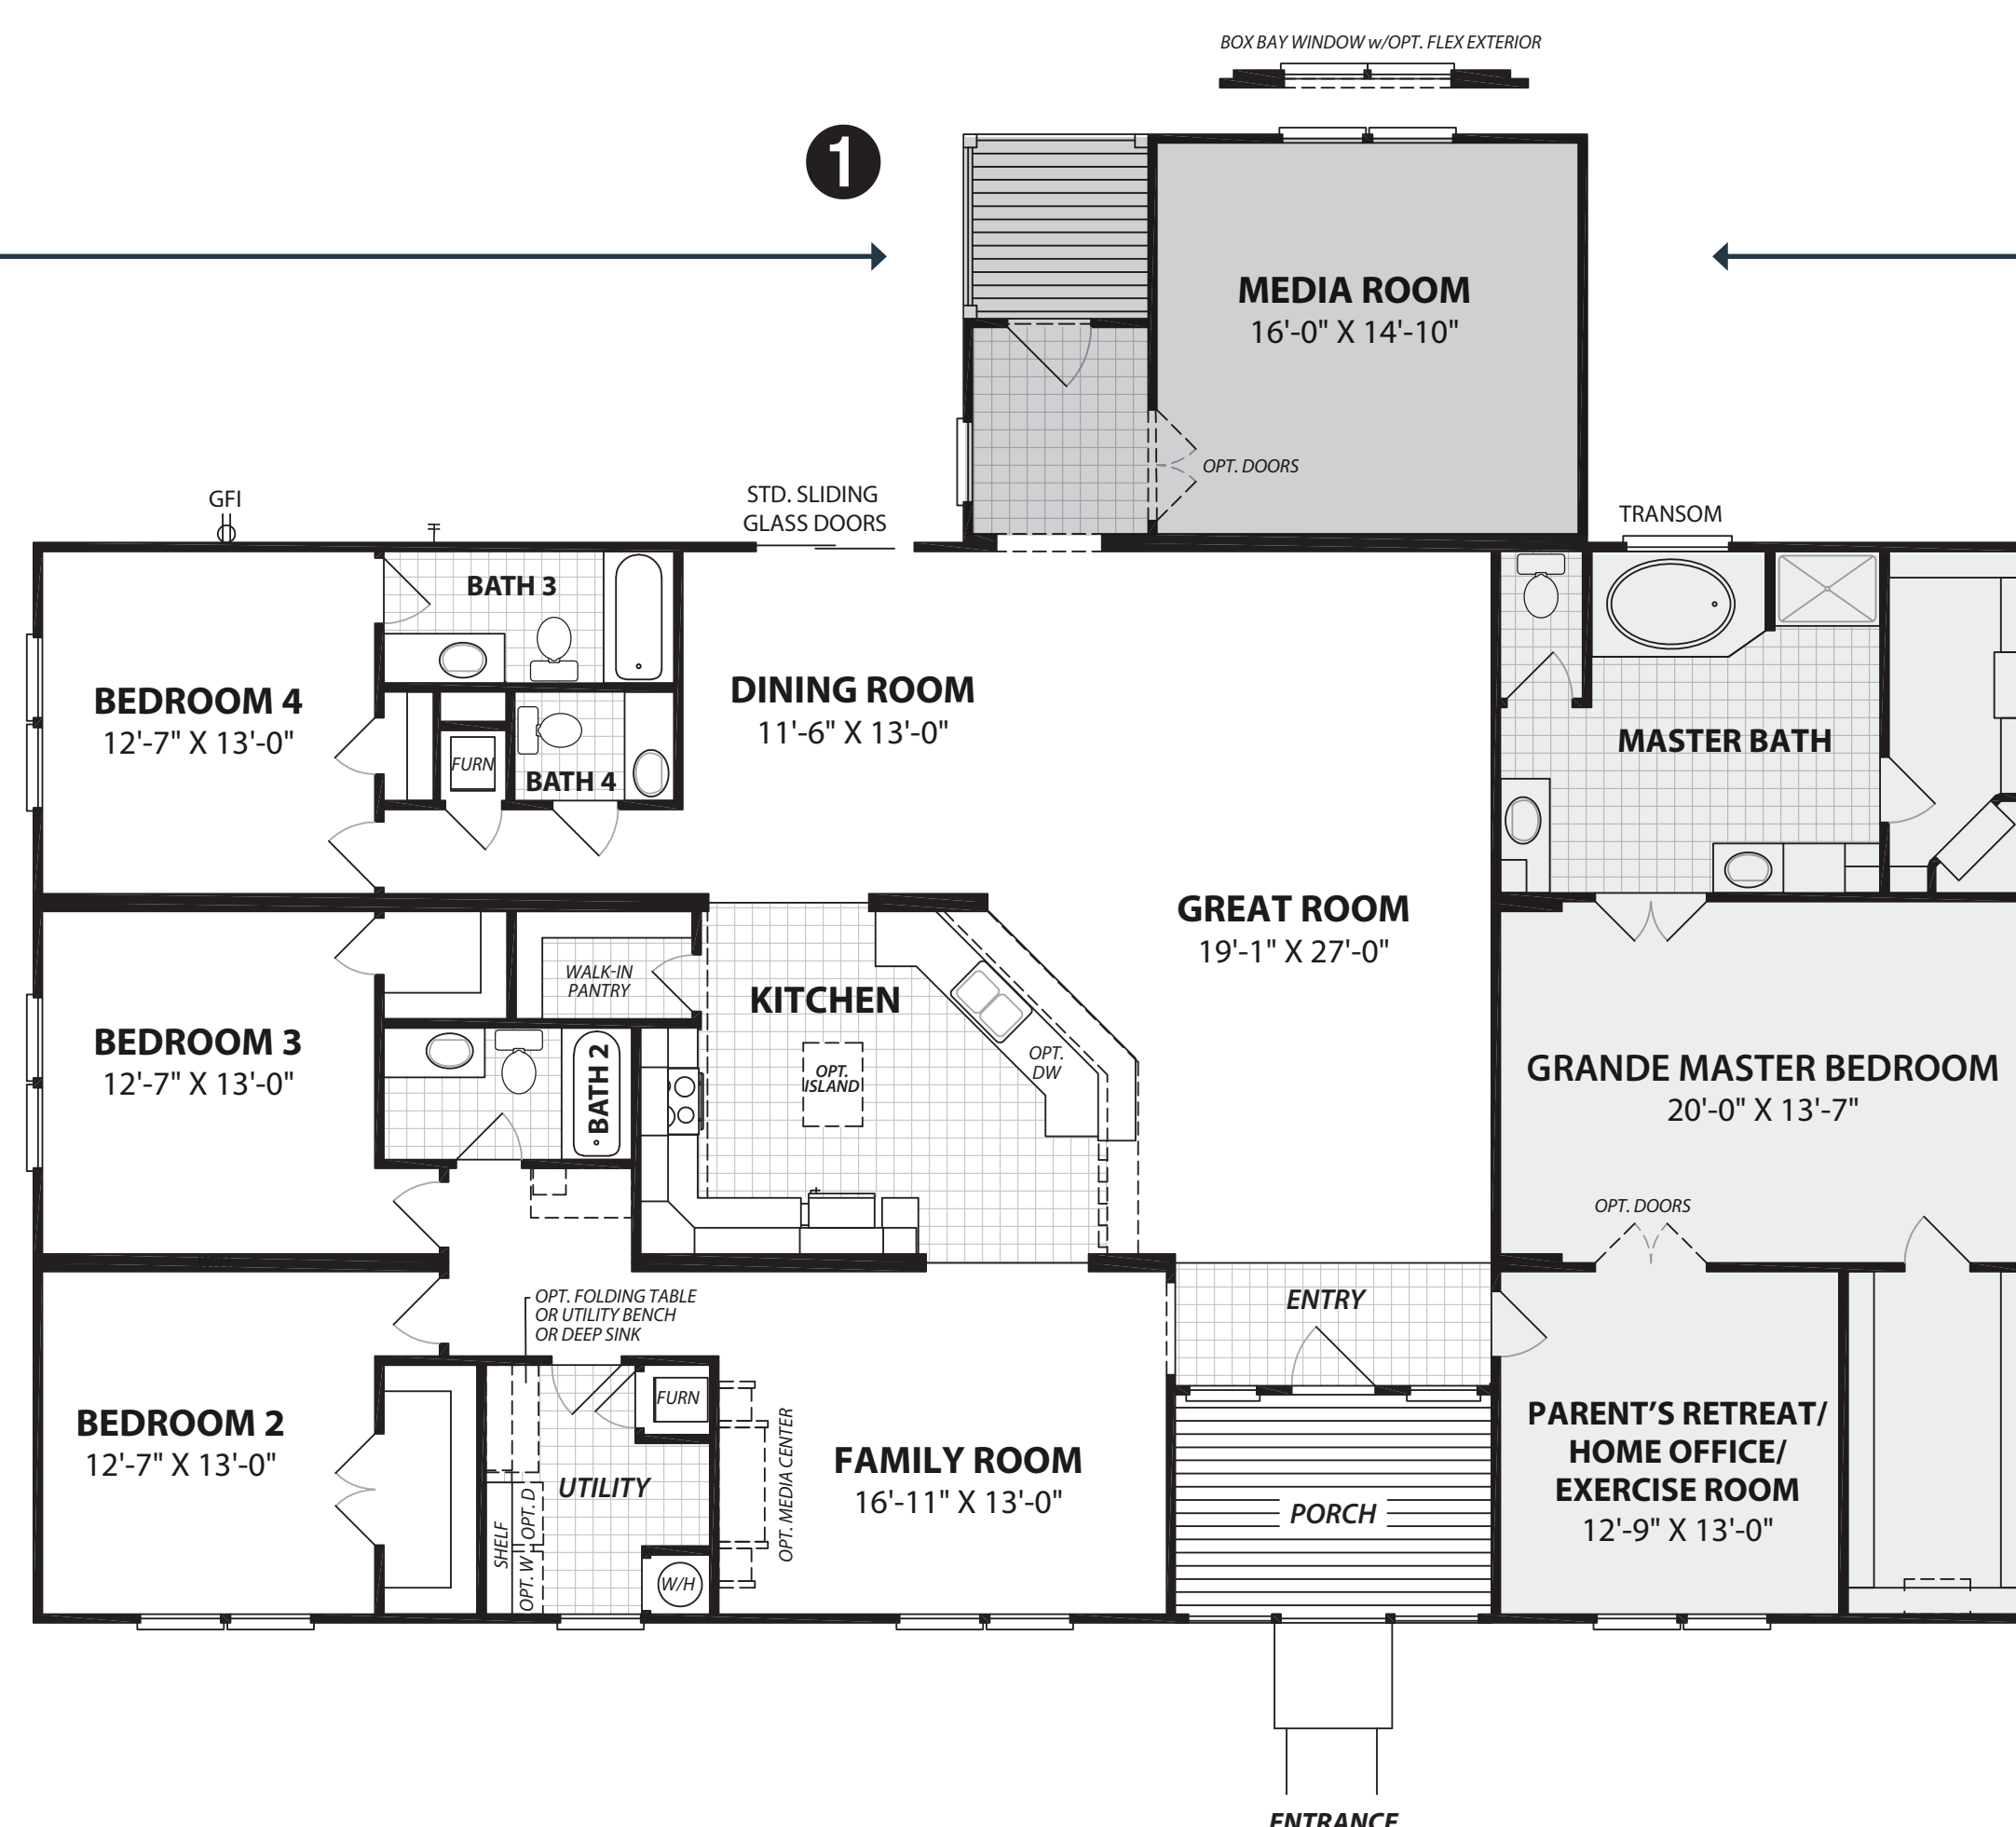 BOX BAY WINDOW w/OPT. FLEX EXTERIOR
1
MEDIA ROOM
16'-0" X 14'-10"
OPT. DOORS
GFI
STD. SLIDING
GLASS DOORS
TRANSOM
BATH 3
BEDROOM 4
12'-7" X 13'-0"
FURN
BATH 4
DINING ROOM
11'-6" X 13'-0"
MASTER BATH
GREAT ROOM
19'-1" X 27'-0"
WALK-IN
PANTRY
KITCHEN
BEDROOM 3
12'-7" X 13'-0"
BATH 2
OPT.
ISLAND
OPT.
DW
GRANDE MASTER BEDROOM
20'-0" X 13'-7"
OPT. DOORS
OPT. FOLDING TABLE
OR UTILITY BENCH
OR DEEP SINK
ENTRY
BEDROOM 2
12'-7" X 13'-0"
FURN
UTILITY
SHELF
OPT. W
OPT. D
W/H
OPT. MEDIA CENTER
FAMILY ROOM
16'-11" X 13'-0"
PORCH
PARENT’S RETREAT/
HOME OFFICE/
EXERCISE ROOM
12'-9" X 13'-0"
ENTRANCE